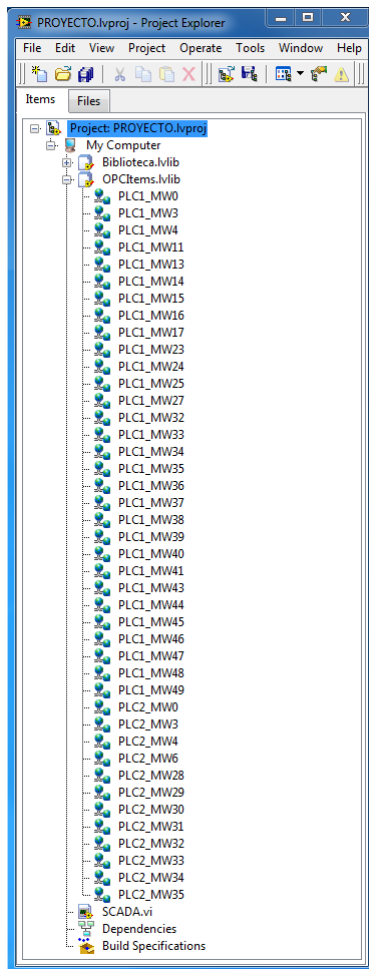 PROYECTO.lvproj - Project Explorer
File Edit View Project Operate Tools Window Help
Items Files
Project: PROYECTO.lvproj
My Computer
Biblioteca.lvlib
OPCItems.lvlib
PLC1_MW0
PLC1_MW3
PLC1_MW4
PLC1_MW11
PLC1_MW13
PLC1_MW14
PLC1_MW15
PLC1_MW16
PLC1_MW17
PLC1_MW23
PLC1_MW24
PLC1_MW25
PLC1_MW27
PLC1_MW32
PLC1_MW33
PLC1_MW34
PLC1_MW35
PLC1_MW36
PLC1_MW37
PLC1_MW38
PLC1_MW39
PLC1_MW40
PLC1_MW41
PLC1_MW43
PLC1_MW44
PLC1_MW45
PLC1_MW46
PLC1_MW47
PLC1_MW48
PLC1_MW49
PLC2_MW0
PLC2_MW3
PLC2_MW4
PLC2_MW6
PLC2_MW28
PLC2_MW29
PLC2_MW30
PLC2_MW31
PLC2_MW32
PLC2_MW33
PLC2_MW34
PLC2_MW35
SCADA.vi
Dependencies
Build Specifications